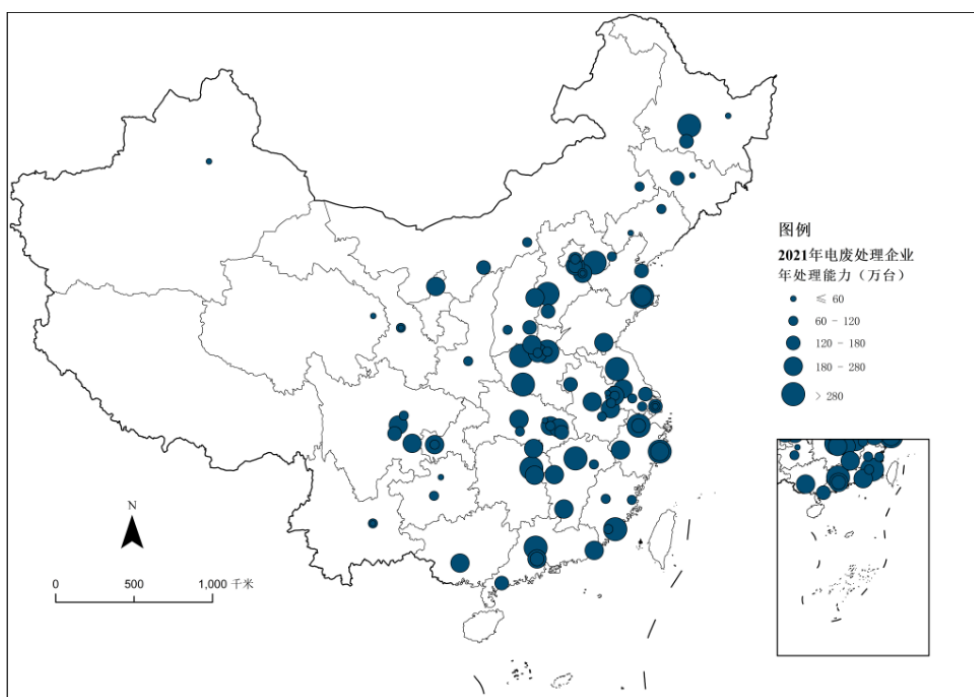 图例
2021年电废处理企业
年处理能力（万台）
≤ 60
60 - 120
120 - 180
180 - 280
> 280
N
0 500 1,000 千米